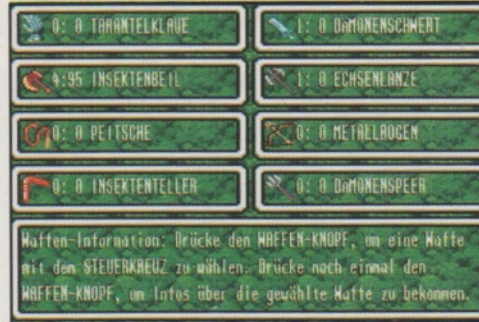 0: 0 TARANTELKLAUE
1: 0 DäMONENSCHWERT
4:95 INSEKTENBEIL
1: 0 ECHSENLANZE
0: 0 PEITSCHE
0: 0 METALLBOGEN
0: 0 INSEKTENTELLER
0: 0 DäMONENSPEER
Waffen-Information: Drücke den WAFFEN-KNOPF, um eine Waffe
mit dem STEUERKREUZ zu wählen. Drücke noch einmal den
WAFFEN-KNOPF, um Infos über die gewählte Waffe zu bekommen.